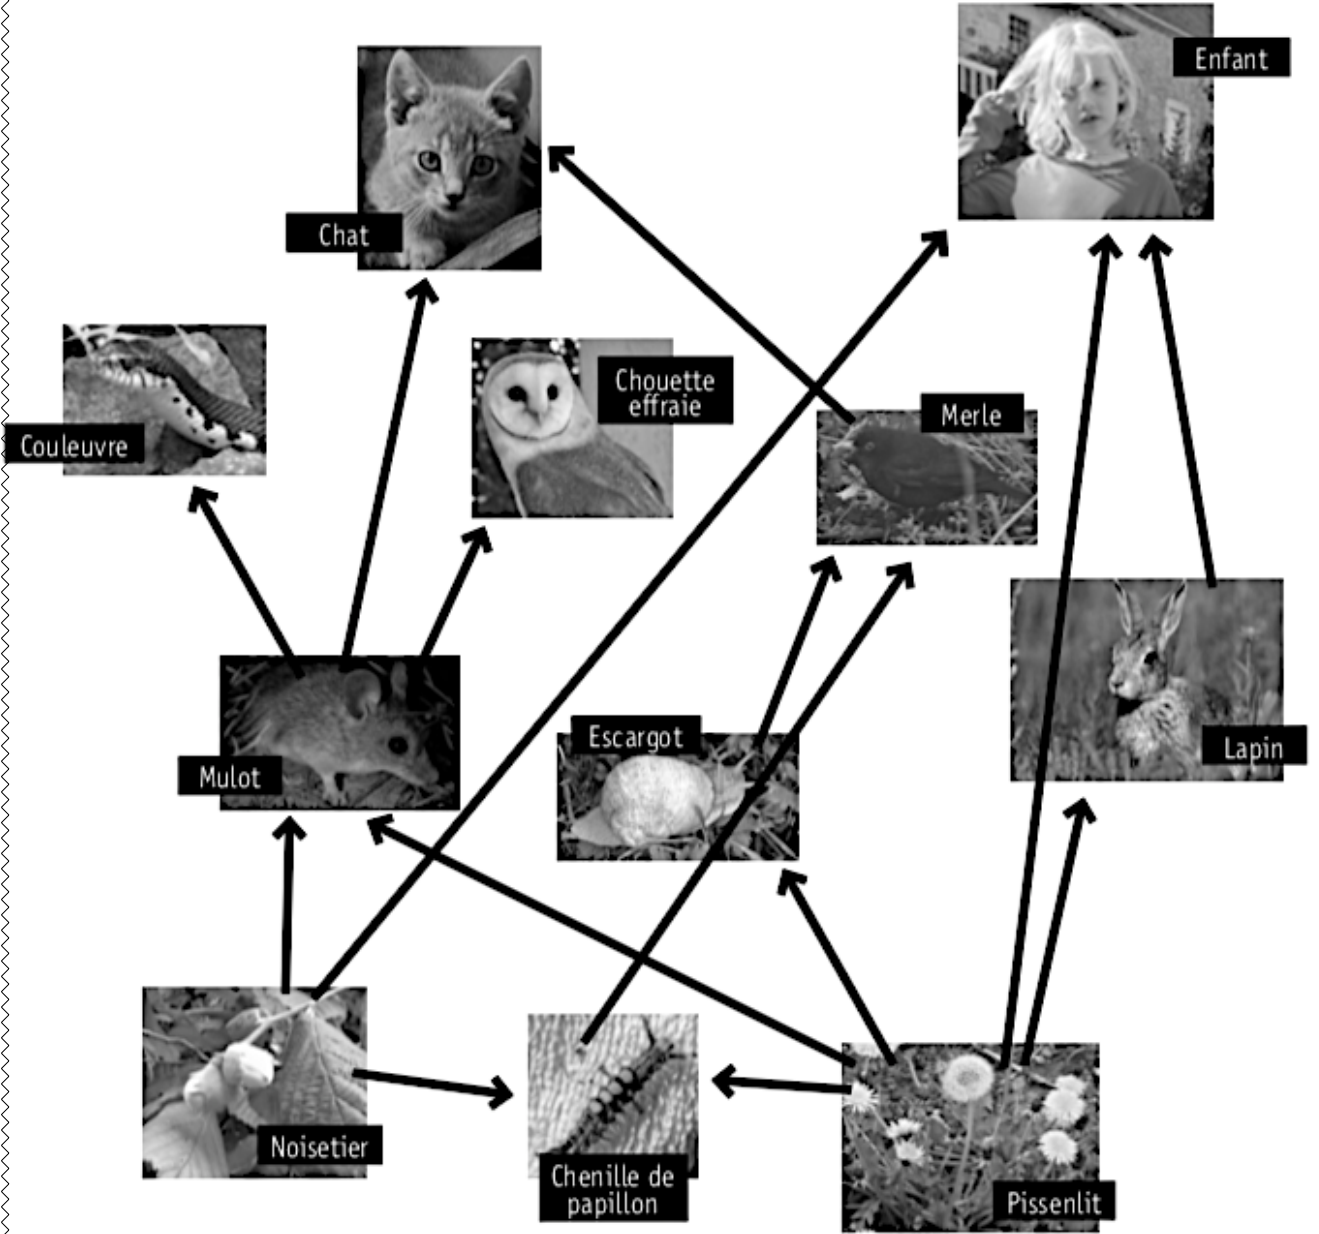 Enfant
Chat
Chouette
effraie
Merle
Couleuvre
Escargot
Lapin
Mulot
Noisetier
Chenille de
papillon
Pissenlit